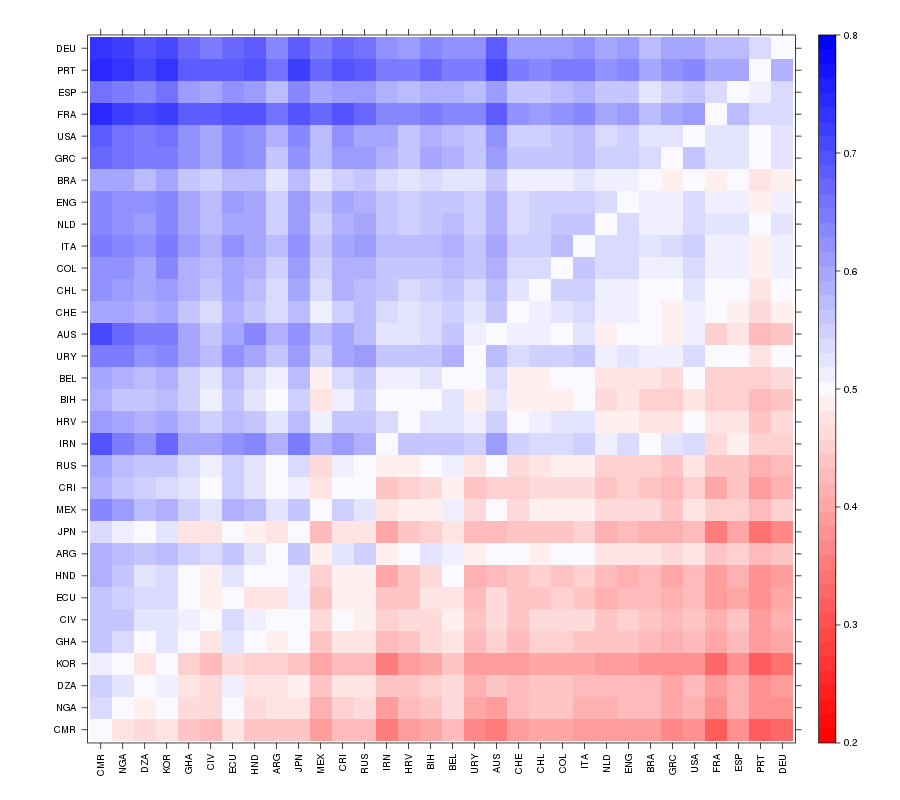 DEU
PRT
ESP
FRA
USA
GRC
BRA
ENG
NLD
ITA
COL
CHL
CHE
AUS
URY
BEL
BIH
HRV
IRN
RUS
CRI
MEX
JPN
ARG
HND
ECU
CIV
GHA
KOR
DZA
NGA
CMR
CMR NGA DZA KOR GHA CIV ECU HND ARG JPN MEX CRI RUS IRN HRV BIH BEL URY AUS CHE CHL COL ITA NLD ENG BRA GRC USA FRA ESP PRT DEU
0.8
0.7
0.6
0.5
0.4
0.3
0.2